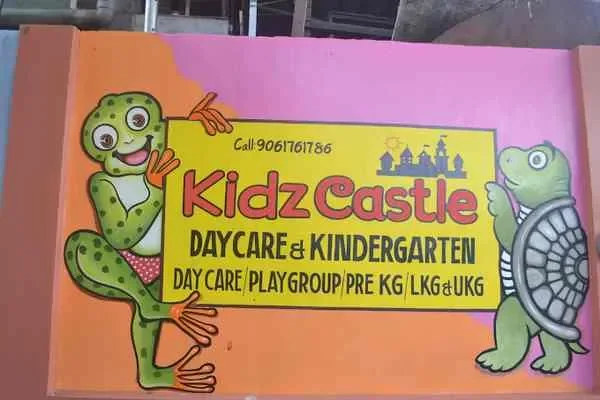 Call: 9061761786
Kidz Castle
DAYCARE & KINDERGARTEN
DAY CARE/PLAYGROUP/PRE KG/LKG & UKG